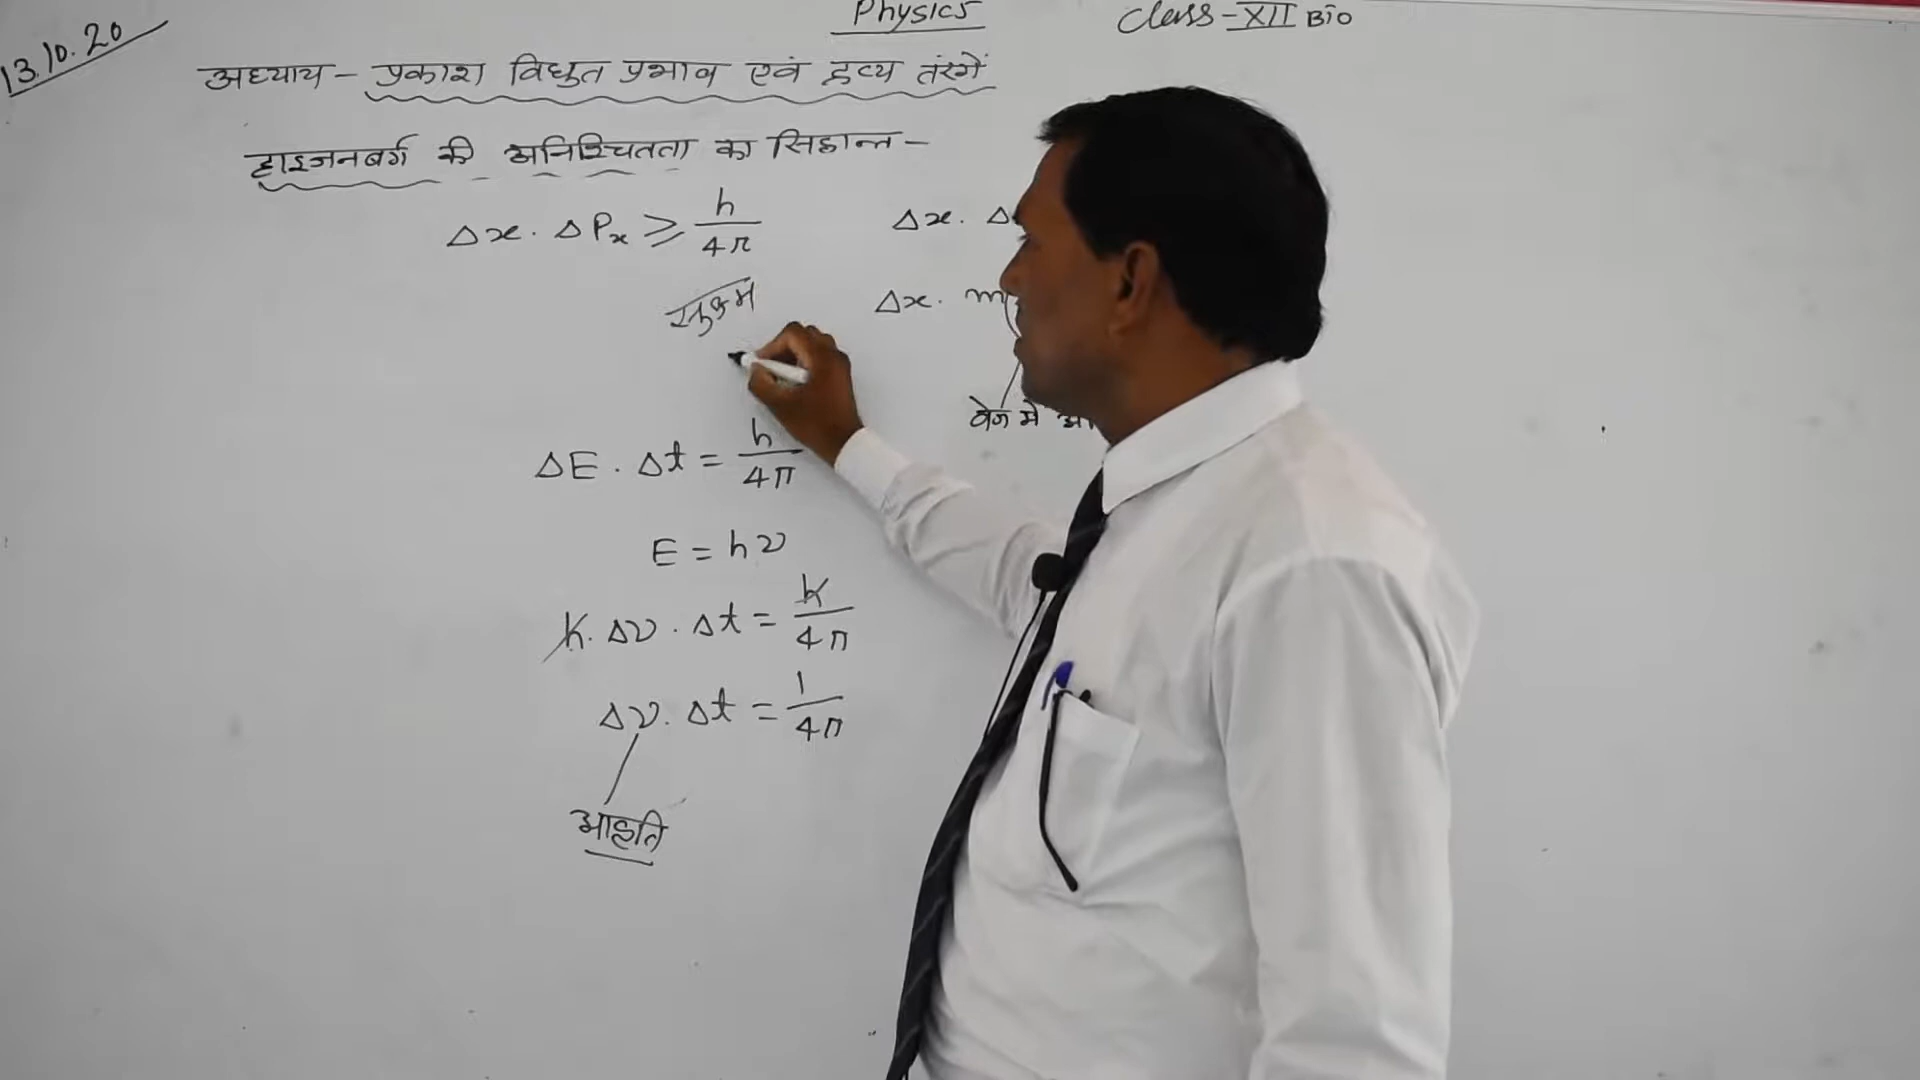 13.10.20
Physics
Class-XII Bio
अध्याय - प्रकाश विधुत प्रभाव एवं द्रव्य तरंगें
हाइजनबर्ग की अनिश्चितता का सिद्धान्त -
Δx. ΔPx ≥ h/4π
Δx. Δ
सूक्ष्म
Δx. m
वेग में
ΔE . Δt = h/4π
E = hν
h. Δν . Δt = h/4π
Δν. Δt = 1/4π
आवृति